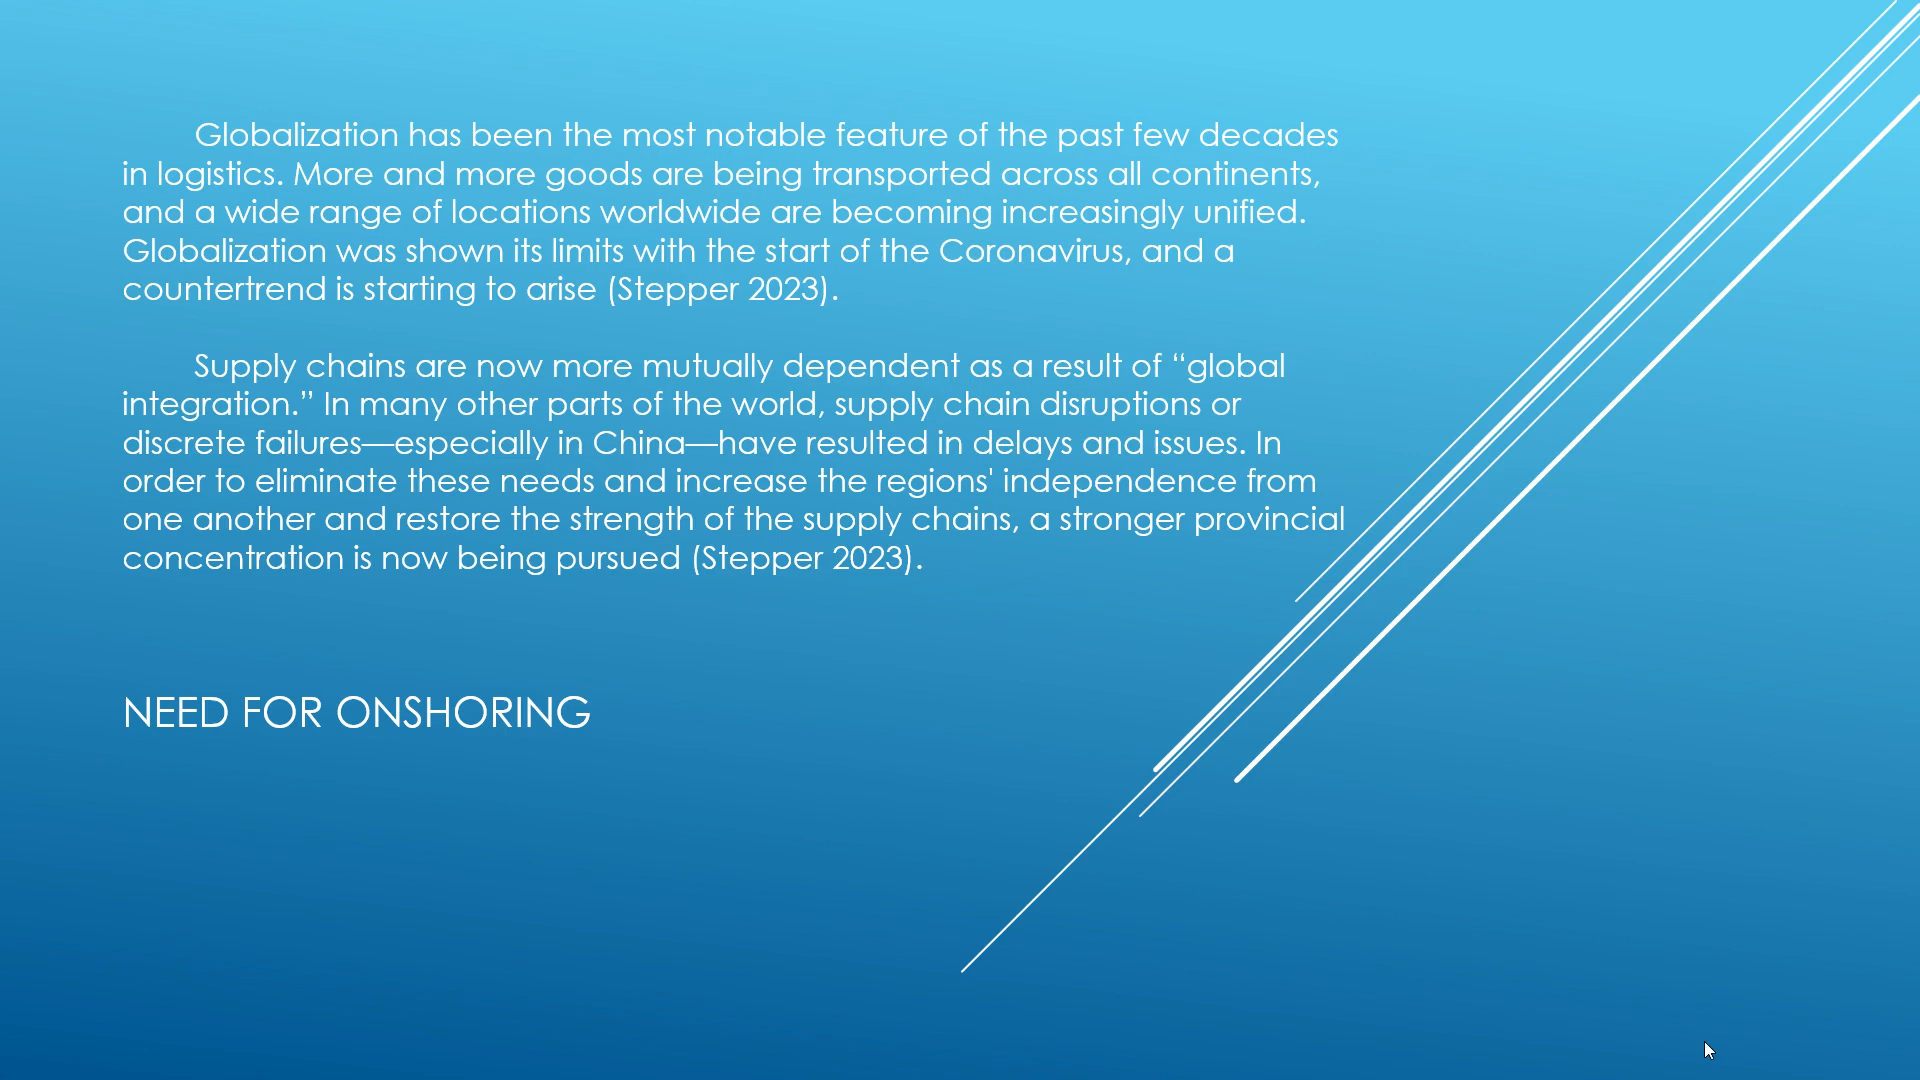 Globalization has been the most notable feature of the past few decades
in logistics. More and more goods are being transported across all continents,
and a wide range of locations worldwide are becoming increasingly unified.
Globalization was shown its limits with the start of the Coronavirus, and a
countertrend is starting to arise (Stepper 2023).
Supply chains are now more mutually dependent as a result of “global
integration.” In many other parts of the world, supply chain disruptions or
discrete failures—especially in China—have resulted in delays and issues. In
order to eliminate these needs and increase the regions' independence from
one another and restore the strength of the supply chains, a stronger provincial
concentration is now being pursued (Stepper 2023).
NEED FOR ONSHORING